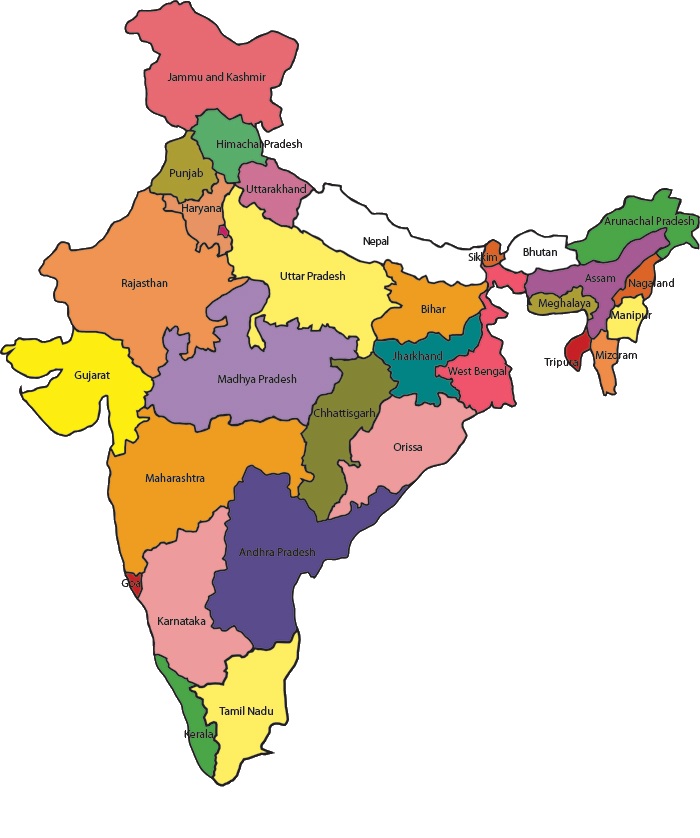 Jammu and Kashmir
Himachal Pradesh
Punjab
Uttarakhand
Haryana
Arunachal Pradesh
Nepal
Bhutan
Sikkim
Rajasthan
Uttar Pradesh
Assam
Nagaland
Meghalaya
Bihar
Manipur
Jharkhand
Mizoram
Tripura
West Bengal
Gujarat
Madhya Pradesh
Chhattisgarh
Orissa
Maharashtra
Andhra Pradesh
Goa
Karnataka
Tamil Nadu
Kerala